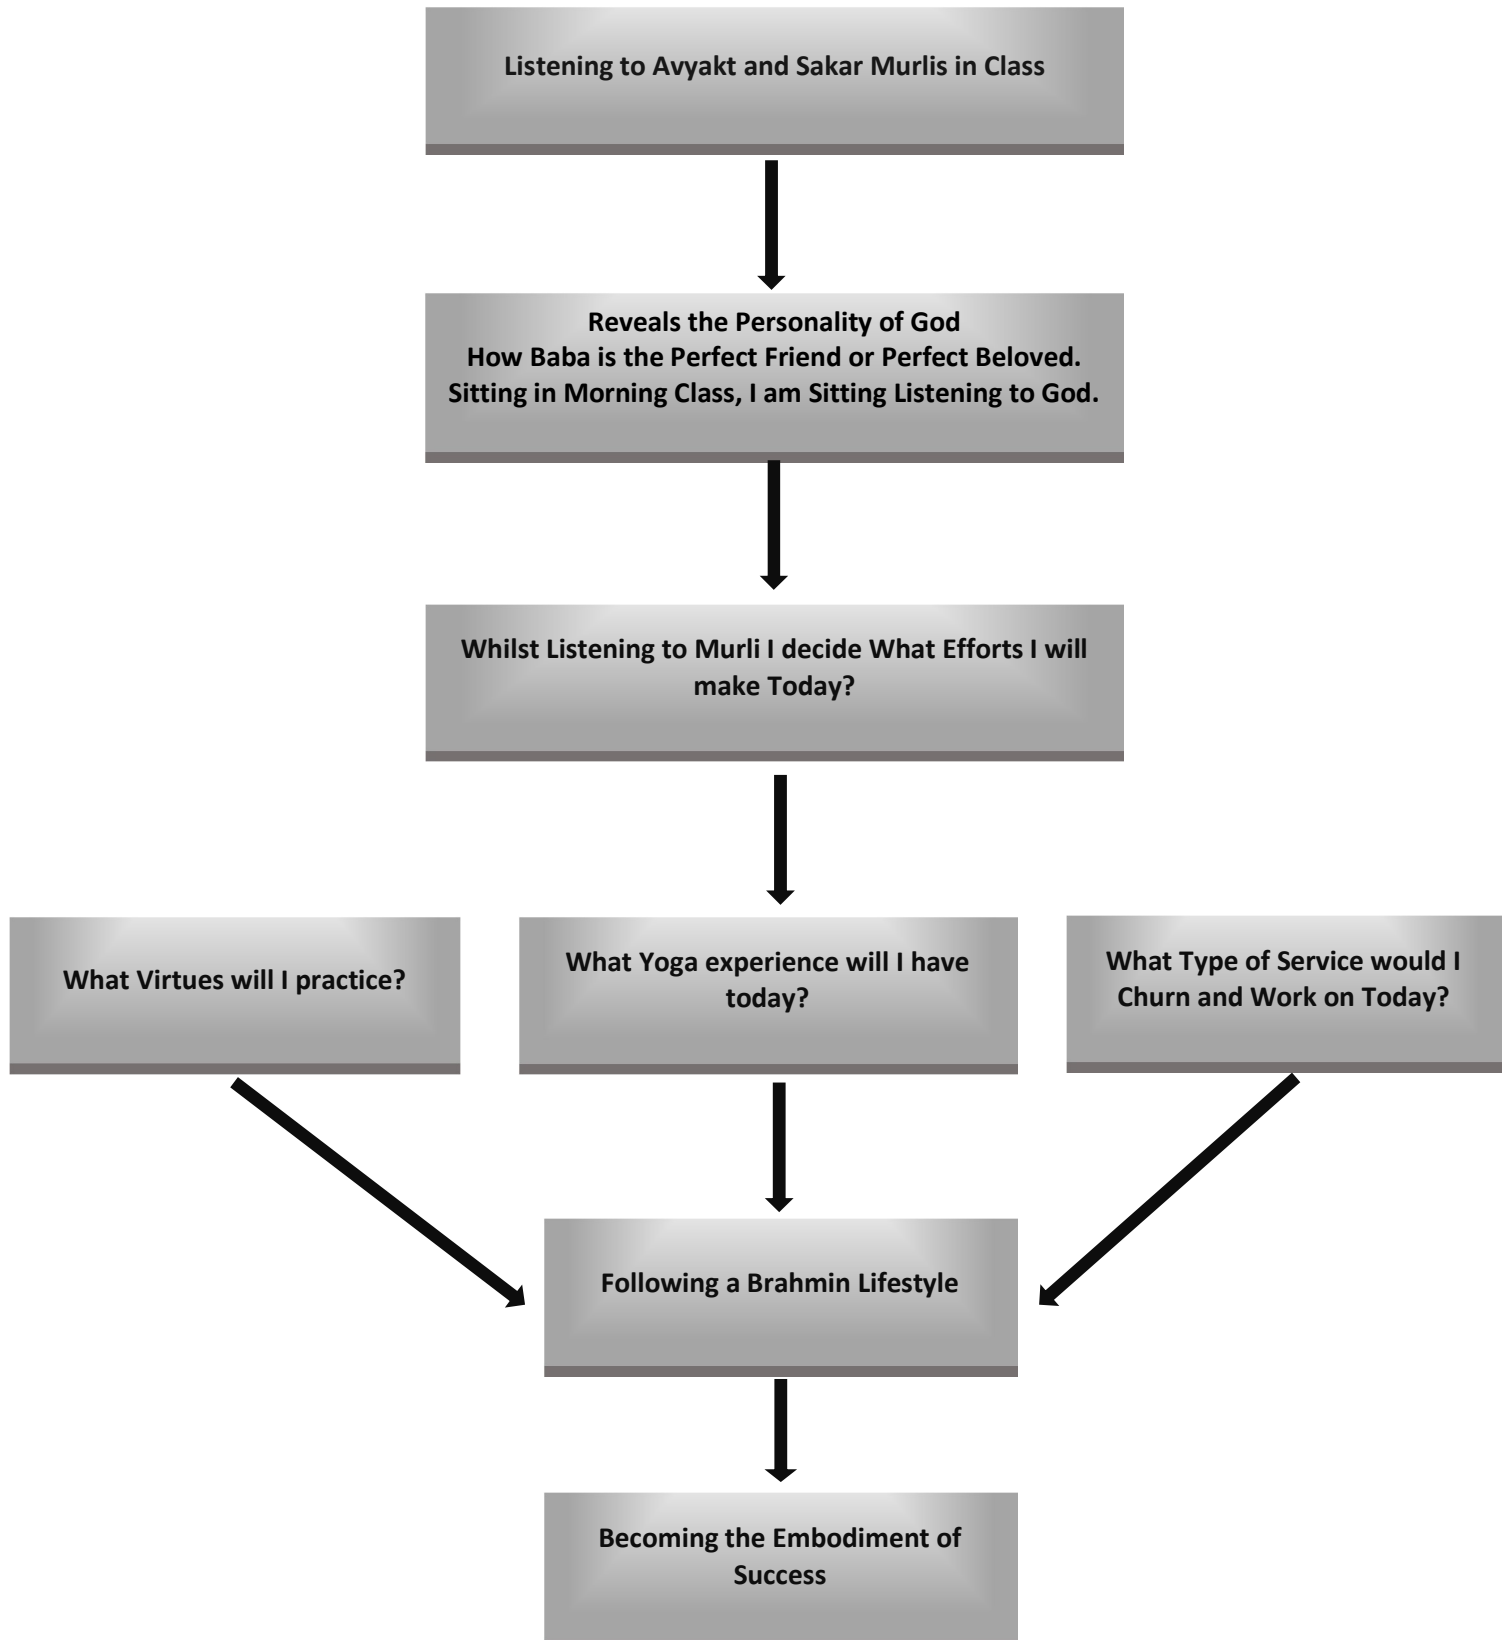 Listening to Avyakt and Sakar Murlis in Class
Reveals the Personality of God
How Baba is the Perfect Friend or Perfect Beloved.
Sitting in Morning Class, I am Sitting Listening to God.
Whilst Listening to Murli I decide What Efforts I will
make Today?
What Virtues will I practice?
What Yoga experience will I have
today?
What Type of Service would I
Churn and Work on Today?
Following a Brahmin Lifestyle
Becoming the Embodiment of
Success